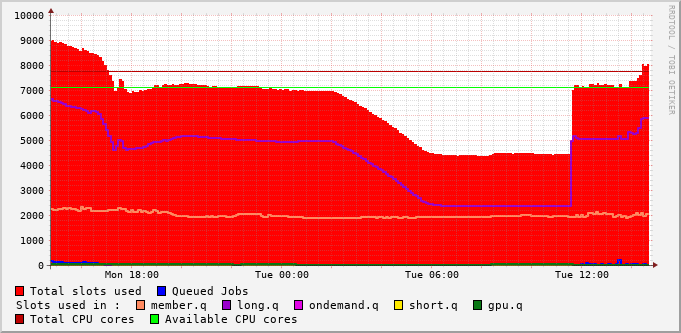 10000
9000
8000
7000
6000
5000
4000
3000
2000
1000
0
Mon 18:00 Tue 00:00 Tue 06:00 Tue 12:00
RRDTOOL / TOBI OETIKER
Total slots used Queued Jobs
Slots used in : member.q long.q ondemand.q short.q gpu.q
Total CPU cores Available CPU cores